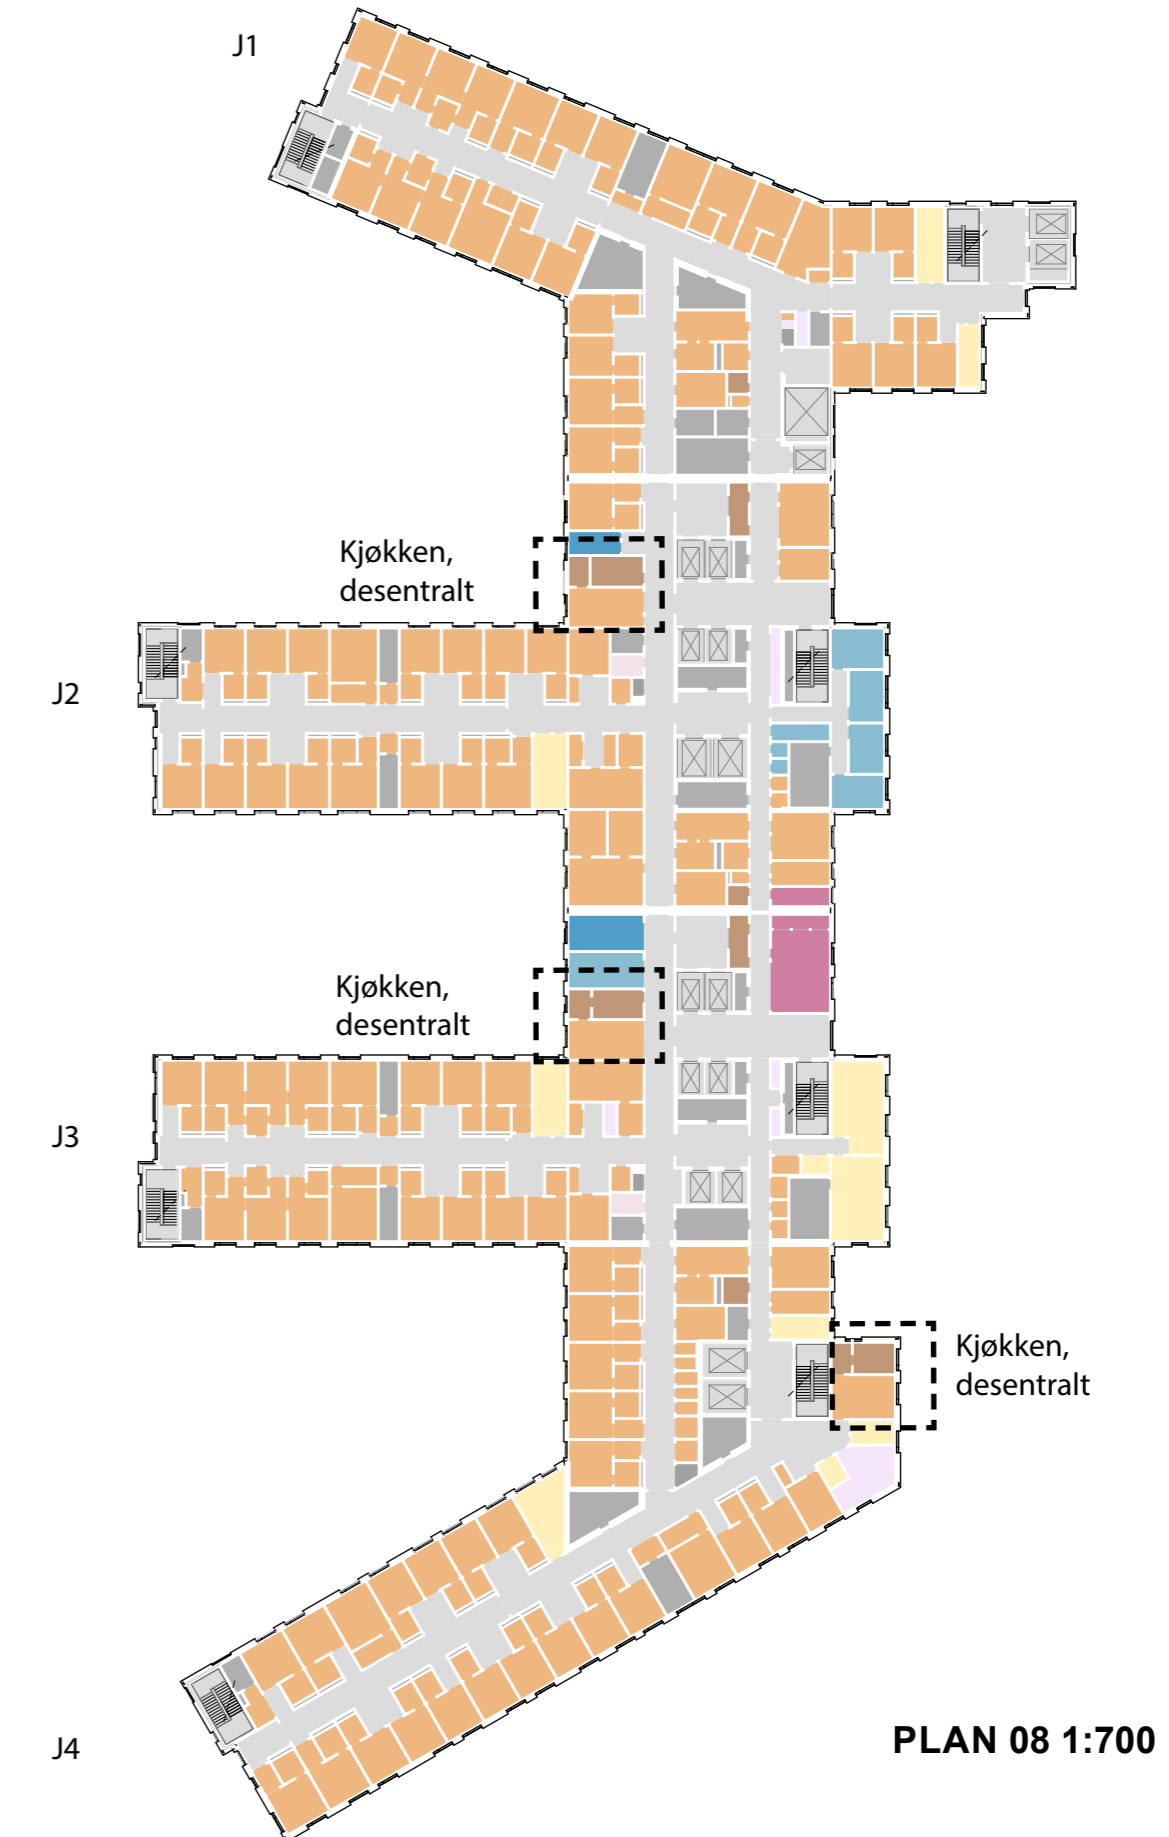 J1
Kjøkken,
desentralt
J2
Kjøkken,
desentralt
J3
Kjøkken,
desentralt
J4
PLAN 08 1:700